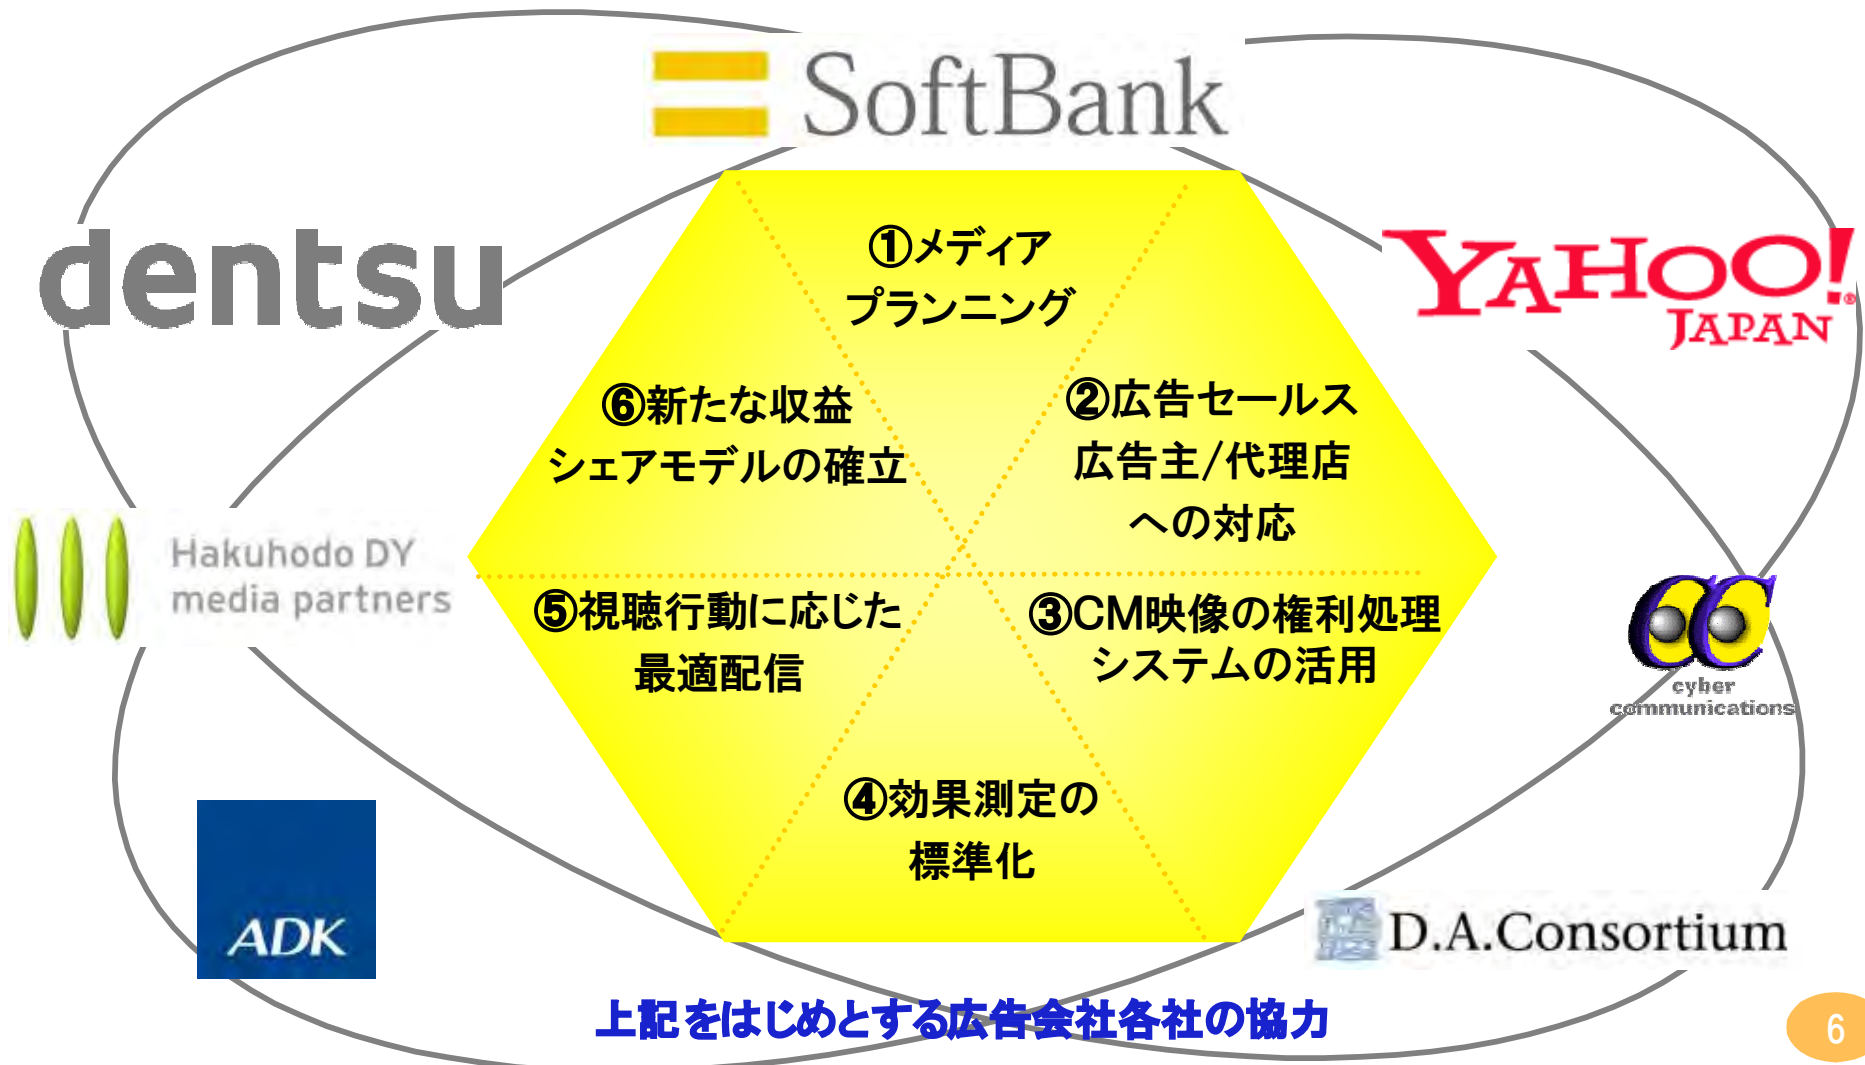 SoftBank
dentsu
YAHOO!
JAPAN
①メディア
プランニング
⑥新たな収益
シェアモデルの確立
②広告セールス
広告主/代理店
への対応
Hakuhodo DY
media partners
⑤視聴行動に応じた
最適配信
③CM映像の権利処理
システムの活用
cyber
communications
④効果測定の
標準化
ADK
D.A.Consortium
上記をはじめとする広告会社各社の協力
6